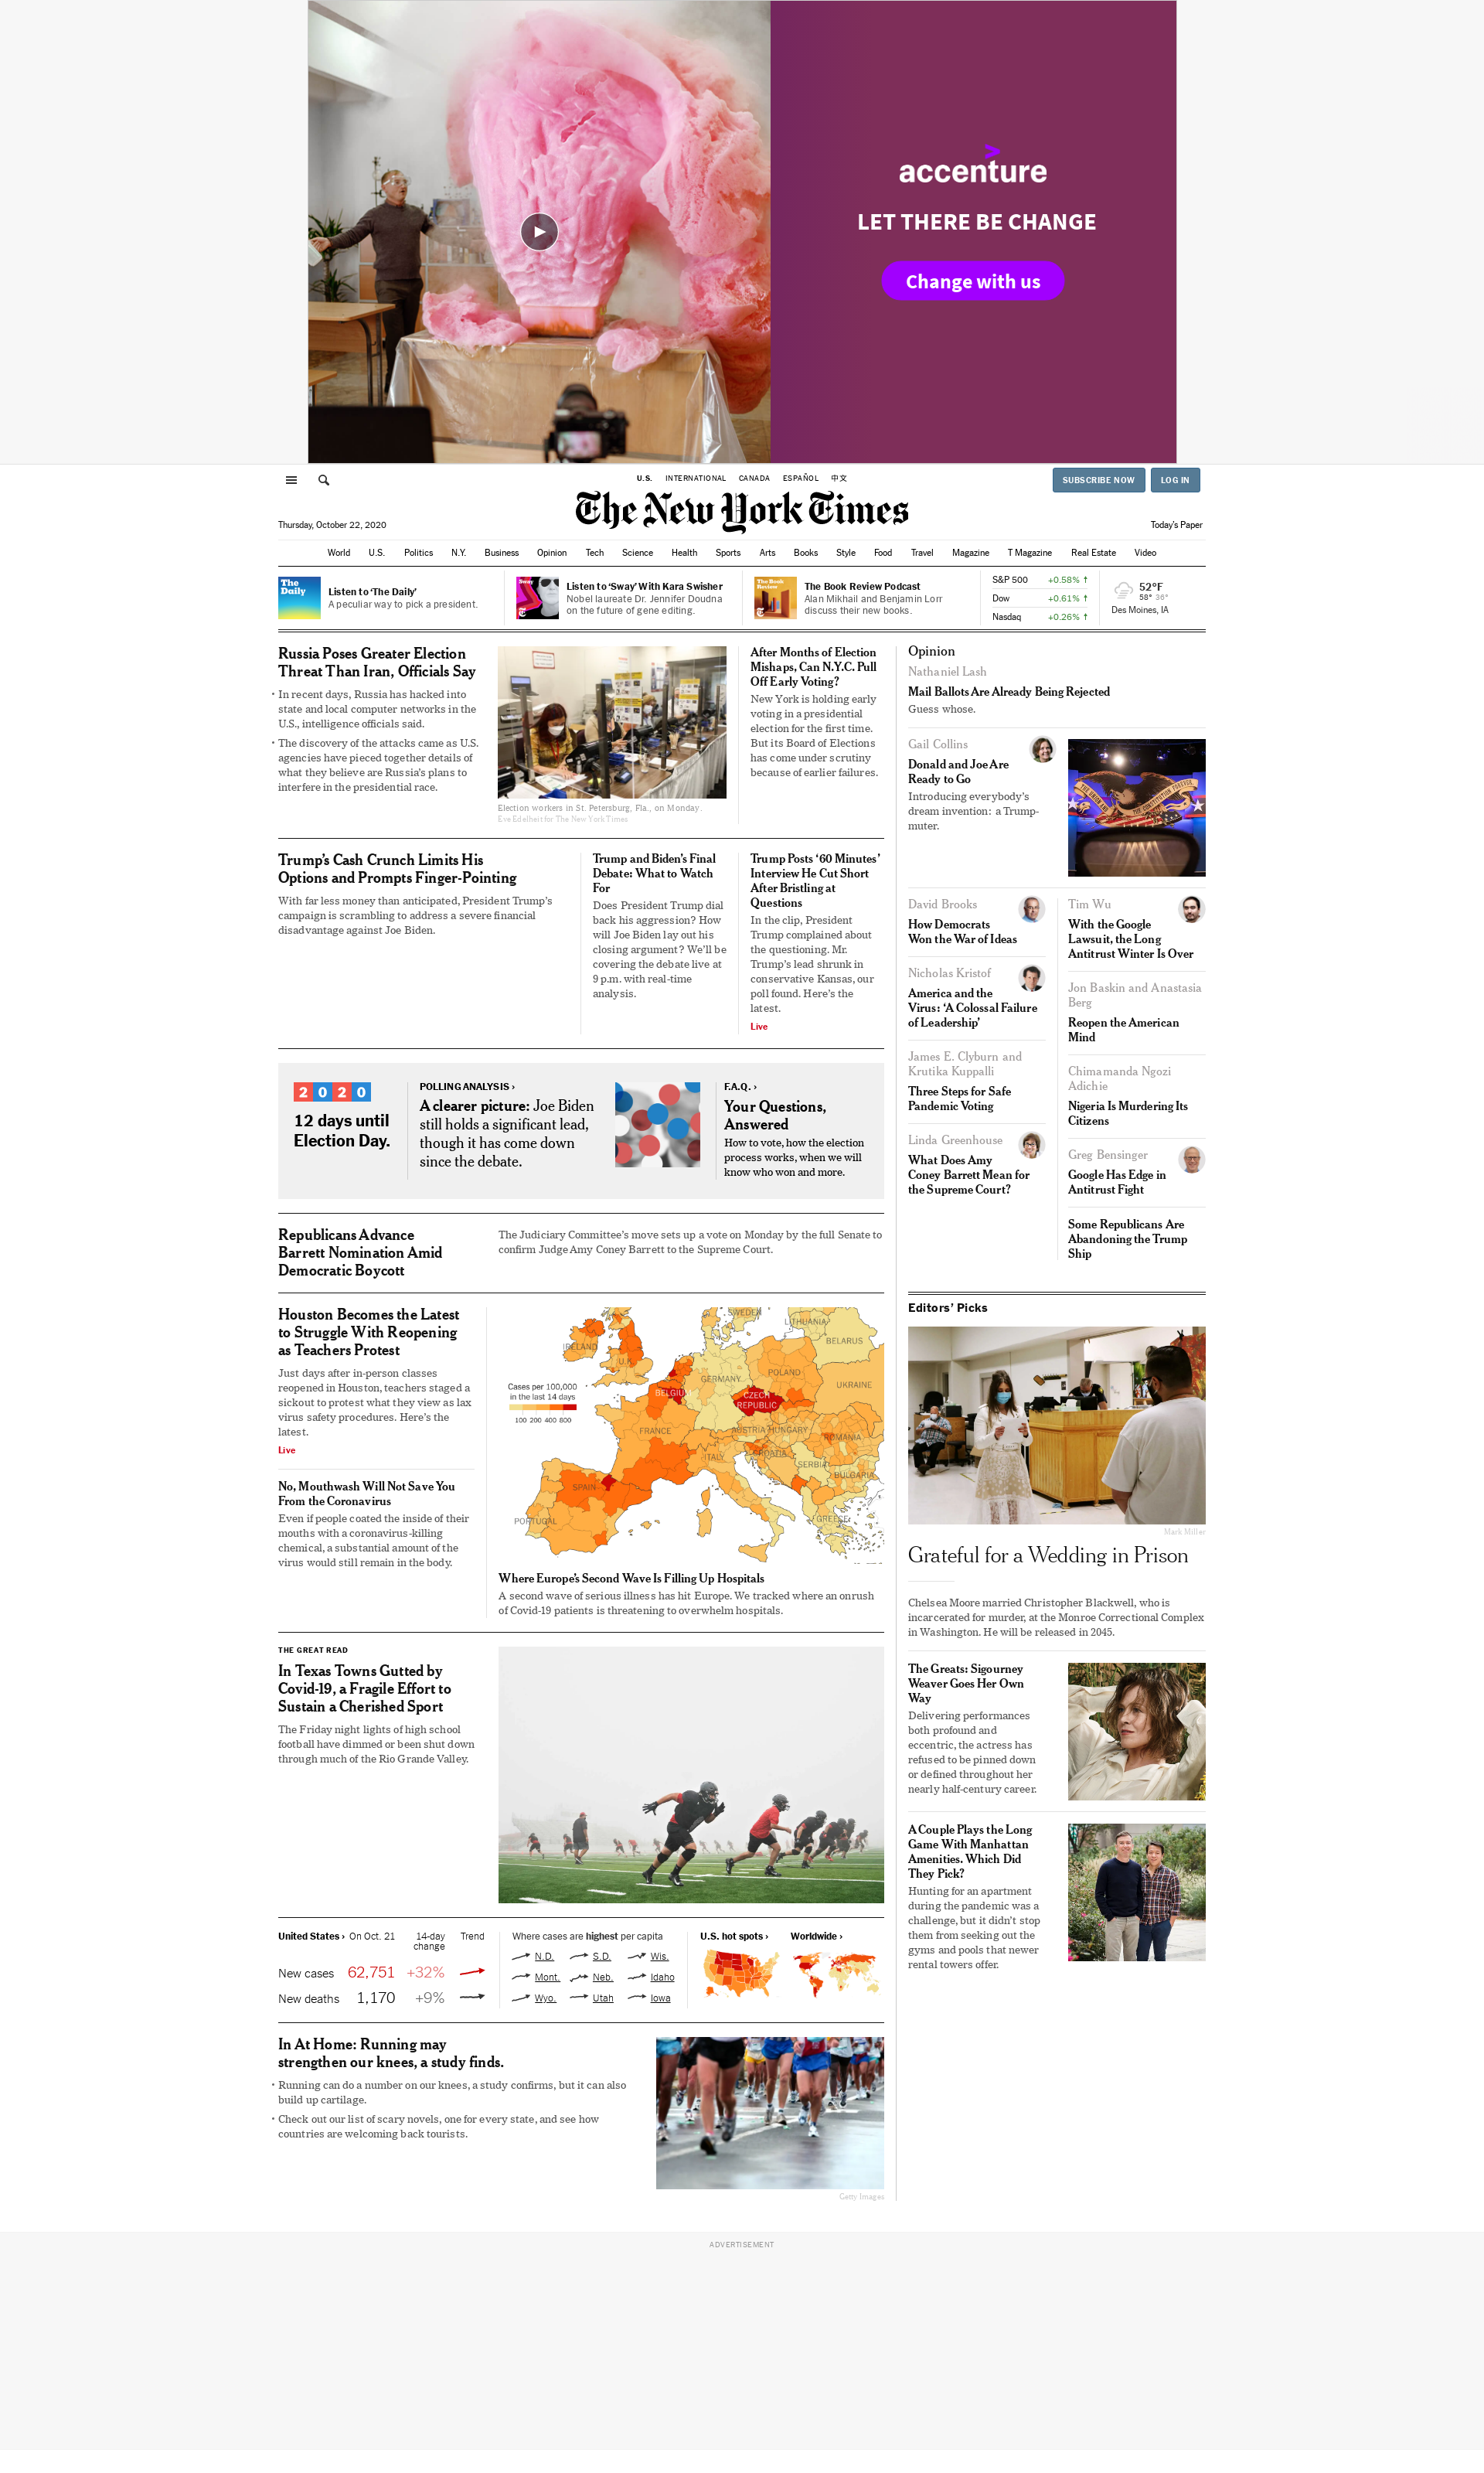 accenture
LET THERE BE CHANGE
Change with us
U.S. INTERNATIONAL CANADA ESPAÑOL 中文
SUBSCRIBE NOW
LOG IN
The New York Times
Thursday, October 22, 2020
Today's Paper
World U.S. Politics N.Y. Business Opinion Tech Science Health Sports Arts Books Style Food Travel Magazine T Magazine Real Estate Video
The
Daily
Listen to 'The Daily'
A peculiar way to pick a president.
Sway
Listen to 'Sway' With Kara Swisher
Nobel laureate Dr. Jennifer Doudna
on the future of gene editing.
The Book
Review
The Book Review Podcast
Alan Mikhail and Benjamin Lorr
discuss their new books.
S&P 500 +0.58% ↑
Dow +0.61% ↑
Nasdaq +0.26% ↑
52°F
58° 36°
Des Moines, IA
Russia Poses Greater Election
Threat Than Iran, Officials Say
• In recent days, Russia has hacked into
state and local computer networks in the
U.S., intelligence officials said.
• The discovery of the attacks came as U.S.
agencies have pieced together details of
what they believe are Russia's plans to
interfere in the presidential race.
Election workers in St. Petersburg, Fla., on Monday.
Eve Edelheit for The New York Times
After Months of Election
Mishaps, Can N.Y.C. Pull
Off Early Voting?
New York is holding early
voting in a presidential
election for the first time.
But its Board of Elections
has come under scrutiny
because of earlier failures.
Trump's Cash Crunch Limits His
Options and Prompts Finger-Pointing
With far less money than anticipated, President Trump's
campaign is scrambling to address a severe financial
disadvantage against Joe Biden.
Trump and Biden's Final
Debate: What to Watch
For
Does President Trump dial
back his aggression? How
will Joe Biden lay out his
closing argument? We'll be
covering the debate live at
9 p.m. with real-time
analysis.
Trump Posts '60 Minutes'
Interview He Cut Short
After Bristling at
Questions
In the clip, President
Trump complained about
the questioning. Mr.
Trump's lead shrunk in
conservative Kansas, our
poll found. Here's the
latest.
Live
2020
12 days until
Election Day.
POLLING ANALYSIS ›
A clearer picture: Joe Biden
still holds a significant lead,
though it has come down
since the debate.
F.A.Q. ›
Your Questions,
Answered
How to vote, how the election
process works, when we will
know who won and more.
Republicans Advance
Barrett Nomination Amid
Democratic Boycott
The Judiciary Committee's move sets up a vote on Monday by the full Senate to
confirm Judge Amy Coney Barrett to the Supreme Court.
Houston Becomes the Latest
to Struggle With Reopening
as Teachers Protest
Just days after in-person classes
reopened in Houston, teachers staged a
sickout to protest what they view as lax
virus safety procedures. Here's the
latest.
Live
No, Mouthwash Will Not Save You
From the Coronavirus
Even if people coated the inside of their
mouths with a coronavirus-killing
chemical, a substantial amount of the
virus would still remain in the body.
SWEDEN
LITHUANIA
BELARUS
IRELAND
U.K.
GERMANY
POLAND
UKRAINE
BELGIUM
CZECH
REPUBLIC
Cases per 100,000
in the last 14 days
100 200 400 800
FRANCE
AUSTRIA HUNGARY
ROMANIA
CROATIA
ITALY
SERBIA
BULGARIA
SPAIN
PORTUGAL
GREECE
Where Europe's Second Wave Is Filling Up Hospitals
A second wave of serious illness has hit Europe. We tracked where an onrush
of Covid-19 patients is threatening to overwhelm hospitals.
THE GREAT READ
In Texas Towns Gutted by
Covid-19, a Fragile Effort to
Sustain a Cherished Sport
The Friday night lights of high school
football have dimmed or been shut down
through much of the Rio Grande Valley.
United States › On Oct. 21 14-day
change Trend
New cases 62,751 +32%
New deaths 1,170 +9%
Where cases are highest per capita
N.D. S.D. Wis.
Mont. Neb. Idaho
Wyo. Utah Iowa
U.S. hot spots ›
Worldwide ›
In At Home: Running may
strengthen our knees, a study finds.
• Running can do a number on our knees, a study confirms, but it can also
build up cartilage.
• Check out our list of scary novels, one for every state, and see how
countries are welcoming back tourists.
Getty Images
Opinion
Nathaniel Lash
Mail Ballots Are Already Being Rejected
Guess whose.
Gail Collins
Donald and Joe Are
Ready to Go
Introducing everybody's
dream invention: a Trump-
muter.
David Brooks
How Democrats
Won the War of Ideas
Nicholas Kristof
America and the
Virus: 'A Colossal Failure
of Leadership'
James E. Clyburn and
Krutika Kuppalli
Three Steps for Safe
Pandemic Voting
Linda Greenhouse
What Does Amy
Coney Barrett Mean for
the Supreme Court?
Tim Wu
With the Google
Lawsuit, the Long
Antitrust Winter Is Over
Jon Baskin and Anastasia
Berg
Reopen the American
Mind
Chimamanda Ngozi
Adichie
Nigeria Is Murdering Its
Citizens
Greg Bensinger
Google Has Edge in
Antitrust Fight
Some Republicans Are
Abandoning the Trump
Ship
Editors' Picks
Mark Miller
Grateful for a Wedding in Prison
Chelsea Moore married Christopher Blackwell, who is
incarcerated for murder, at the Monroe Correctional Complex
in Washington. He will be released in 2045.
The Greats: Sigourney
Weaver Goes Her Own
Way
Delivering performances
both profound and
eccentric, the actress has
refused to be pinned down
or defined throughout her
nearly half-century career.
A Couple Plays the Long
Game With Manhattan
Amenities. Which Did
They Pick?
Hunting for an apartment
during the pandemic was a
challenge, but it didn't stop
them from seeking out the
gyms and pools that newer
rental towers offer.
ADVERTISEMENT